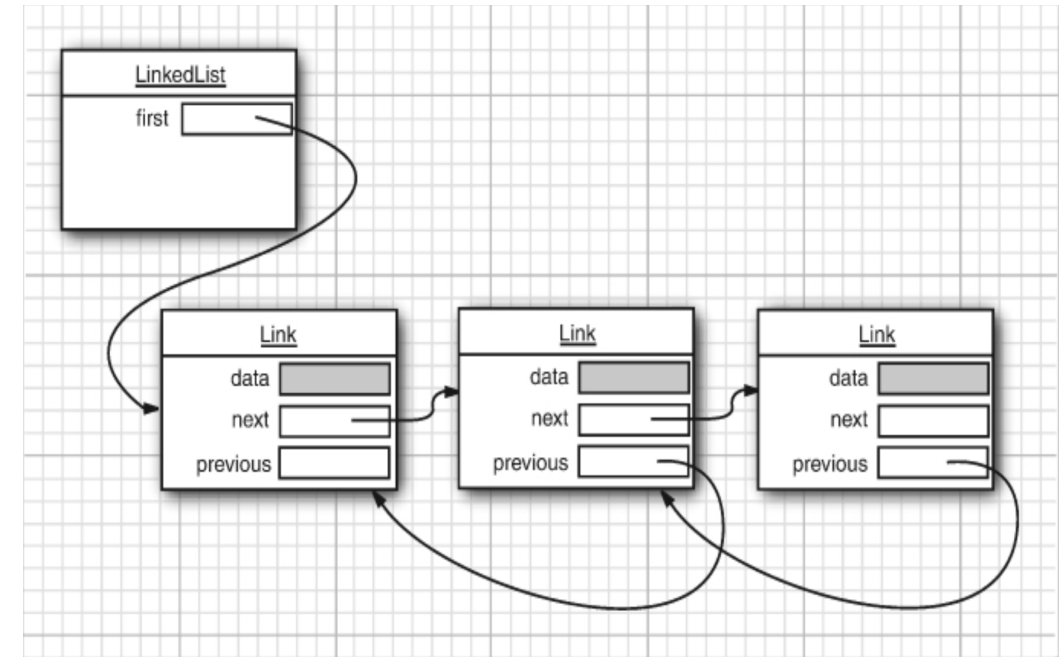 LinkedList
first
Link
data
next
previous
Link
data
next
previous
Link
data
next
previous